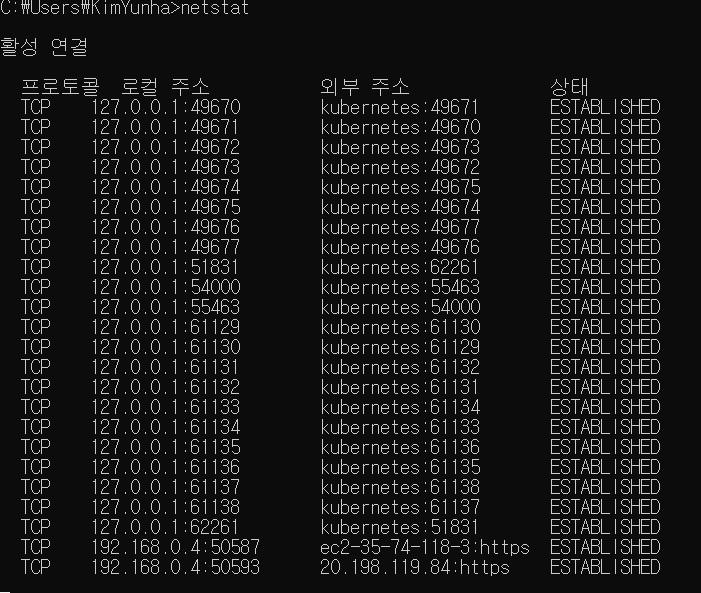 C:\Users\KimYunha>netstat
활성 연결
프로토콜 로컬 주소 외부 주소 상태
TCP 127.0.0.1:49670 kubernetes:49671 ESTABLISHED
TCP 127.0.0.1:49671 kubernetes:49670 ESTABLISHED
TCP 127.0.0.1:49672 kubernetes:49673 ESTABLISHED
TCP 127.0.0.1:49673 kubernetes:49672 ESTABLISHED
TCP 127.0.0.1:49674 kubernetes:49675 ESTABLISHED
TCP 127.0.0.1:49675 kubernetes:49674 ESTABLISHED
TCP 127.0.0.1:49676 kubernetes:49677 ESTABLISHED
TCP 127.0.0.1:49677 kubernetes:49676 ESTABLISHED
TCP 127.0.0.1:51831 kubernetes:62261 ESTABLISHED
TCP 127.0.0.1:54000 kubernetes:55463 ESTABLISHED
TCP 127.0.0.1:55463 kubernetes:54000 ESTABLISHED
TCP 127.0.0.1:61129 kubernetes:61130 ESTABLISHED
TCP 127.0.0.1:61130 kubernetes:61129 ESTABLISHED
TCP 127.0.0.1:61131 kubernetes:61132 ESTABLISHED
TCP 127.0.0.1:61132 kubernetes:61131 ESTABLISHED
TCP 127.0.0.1:61133 kubernetes:61134 ESTABLISHED
TCP 127.0.0.1:61134 kubernetes:61133 ESTABLISHED
TCP 127.0.0.1:61135 kubernetes:61136 ESTABLISHED
TCP 127.0.0.1:61136 kubernetes:61135 ESTABLISHED
TCP 127.0.0.1:61137 kubernetes:61138 ESTABLISHED
TCP 127.0.0.1:61138 kubernetes:61137 ESTABLISHED
TCP 127.0.0.1:62261 kubernetes:51831 ESTABLISHED
TCP 192.168.0.4:50587 ec2-35-74-118-3:https ESTABLISHED
TCP 192.168.0.4:50593 20.198.119.84:https ESTABLISHED